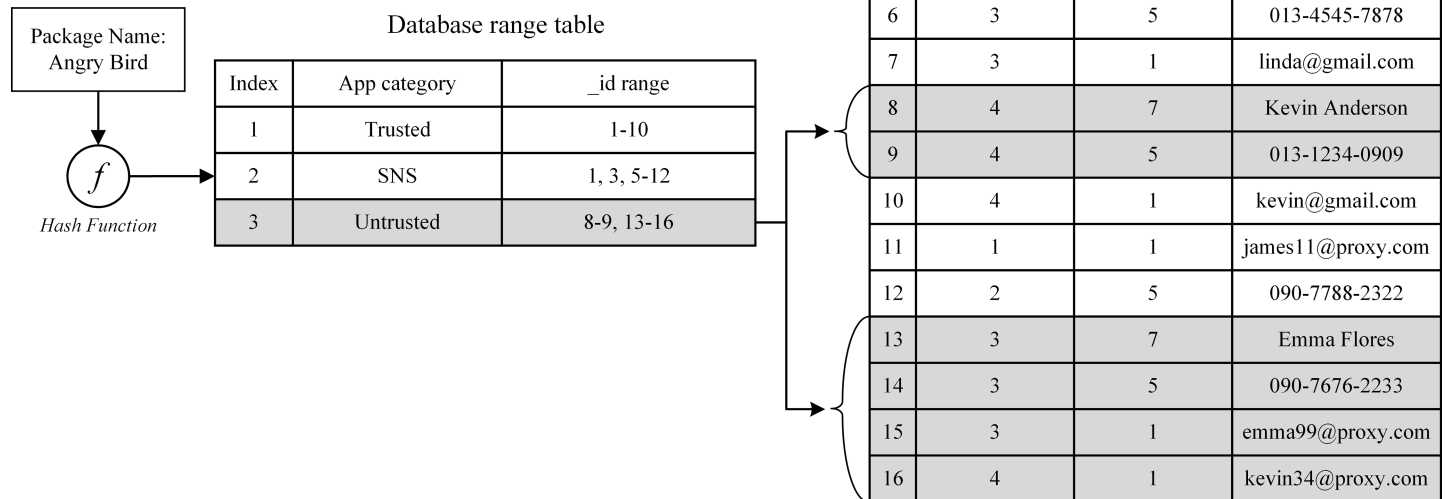 Package Name:
Angry Bird
f
Hash Function
Database range table
Index App category _id range
1 Trusted 1-10
2 SNS 1, 3, 5-12
3 Untrusted 8-9, 13-16
6 3 5 013-4545-7878
7 3 1 linda@gmail.com
8 4 7 Kevin Anderson
9 4 5 013-1234-0909
10 4 1 kevin@gmail.com
11 1 1 james11@proxy.com
12 2 5 090-7788-2322
13 3 7 Emma Flores
14 3 5 090-7676-2233
15 3 1 emma99@proxy.com
16 4 1 kevin34@proxy.com